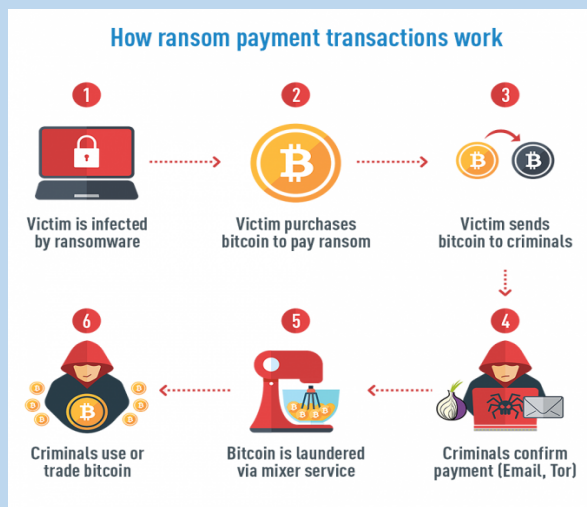 How ransom payment transactions work
1
2
3
Victim is infected
by ransomware
Victim purchases
bitcoin to pay ransom
Victim sends
bitcoin to criminals
4
Criminals confirm
payment (Email, Tor)
5
Bitcoin is laundered
via mixer service
6
Criminals use or
trade bitcoin